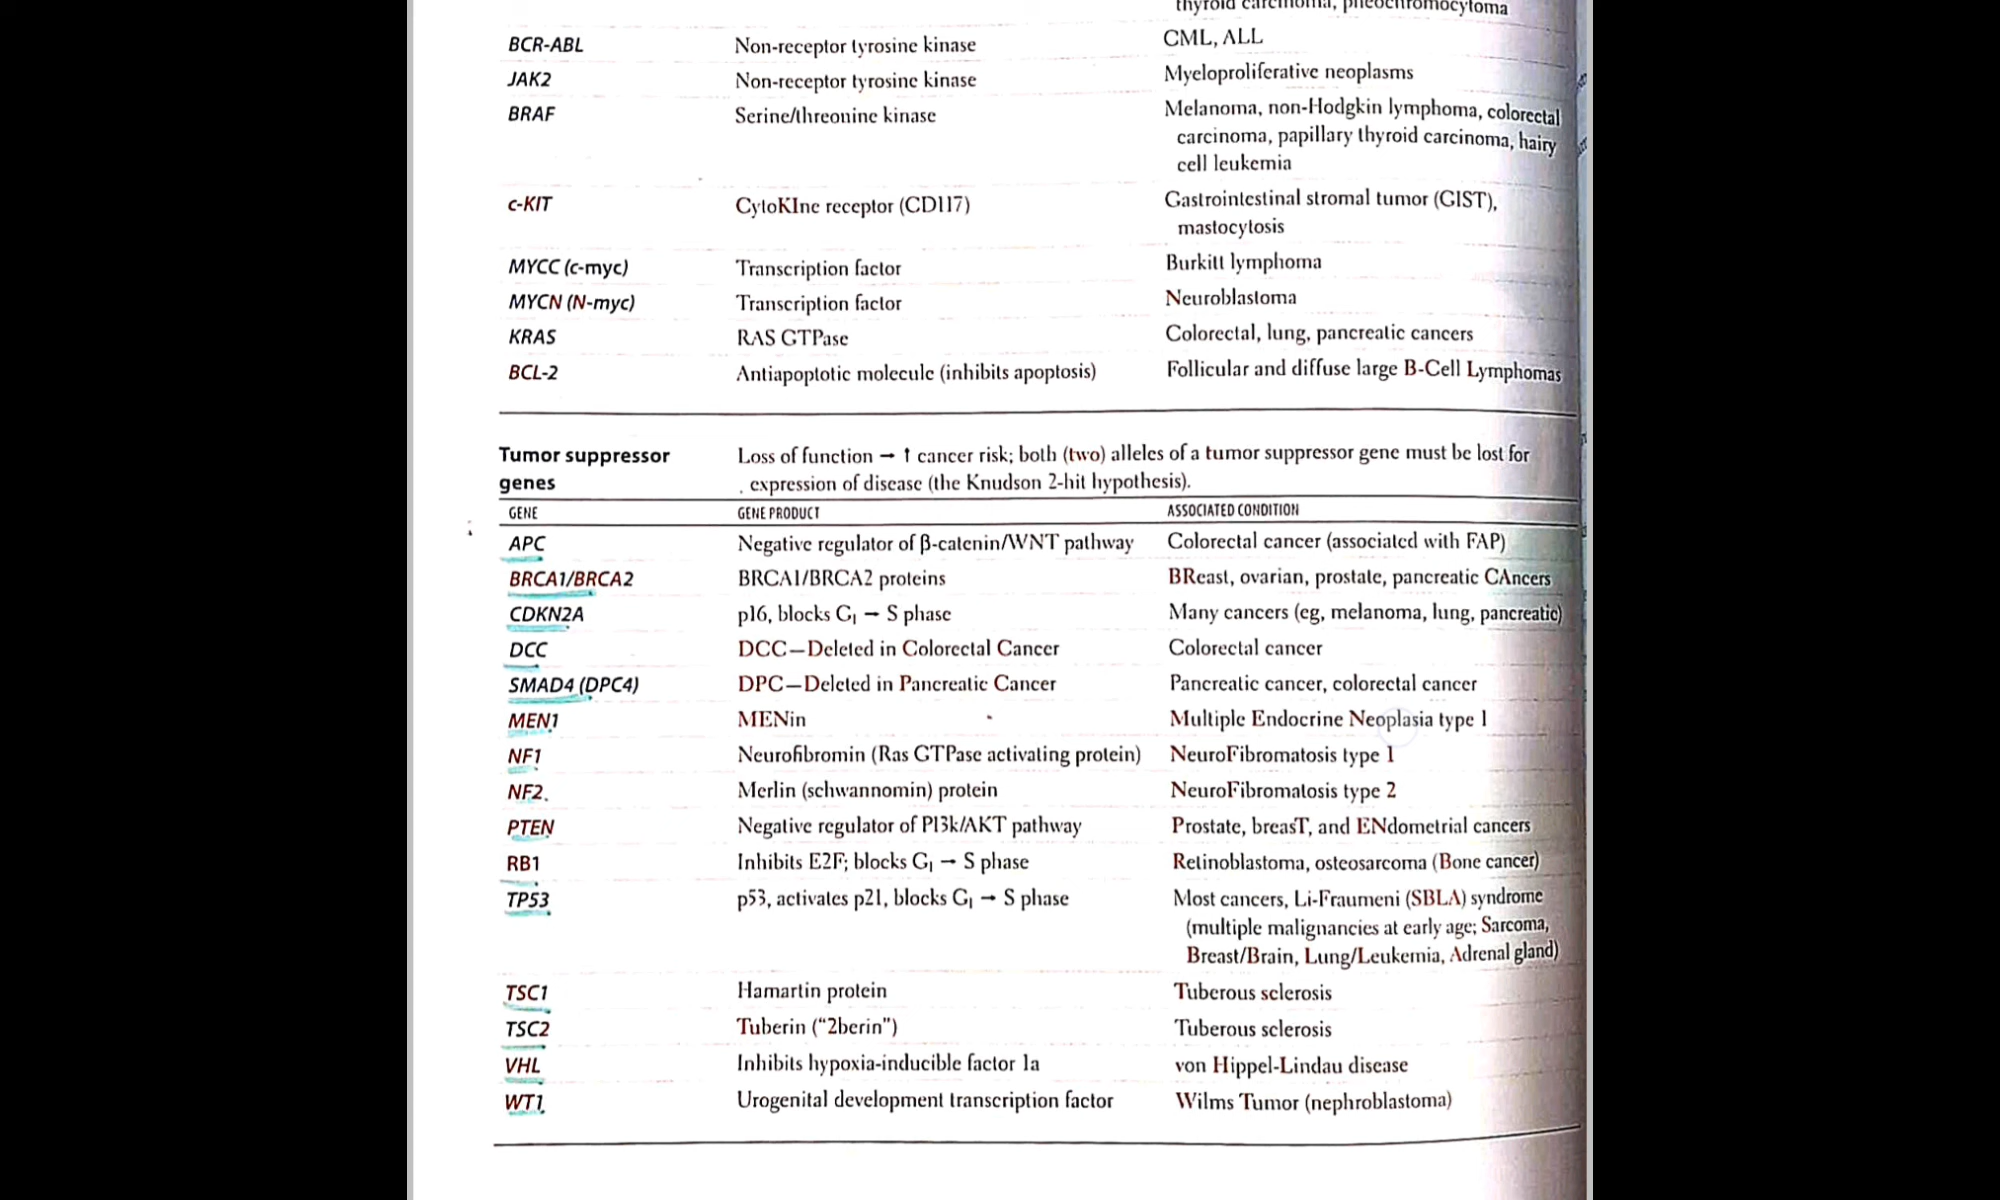 thyroid carcinoma, pheochromocytoma
BCR-ABL Non-receptor tyrosine kinase CML, ALL
JAK2 Non-receptor tyrosine kinase Myeloproliferative neoplasms
BRAF Serine/threonine kinase Melanoma, non-Hodgkin lymphoma, colorectal
carcinoma, papillary thyroid carcinoma, hairy
cell leukemia
c-KIT CytoKIne receptor (CD117) Gastrointestinal stromal tumor (GIST),
mastocytosis
MYCC (c-myc) Transcription factor Burkitt lymphoma
MYCN (N-myc) Transcription factor Neuroblastoma
KRAS RAS GTPase Colorectal, lung, pancreatic cancers
BCL-2 Antiapoptotic molecule (inhibits apoptosis) Follicular and diffuse large B-Cell Lymphomas
Tumor suppressor Loss of function → ↑ cancer risk; both (two) alleles of a tumor suppressor gene must be lost for
genes expression of disease (the Knudson 2-hit hypothesis).
GENE GENE PRODUCT ASSOCIATED CONDITION
APC Negative regulator of β-catenin/WNT pathway Colorectal cancer (associated with FAP)
BRCA1/BRCA2 BRCA1/BRCA2 proteins BReast, ovarian, prostate, pancreatic CAncers
CDKN2A p16, blocks G₁ → S phase Many cancers (eg, melanoma, lung, pancreatic)
DCC DCC—Deleted in Colorectal Cancer Colorectal cancer
SMAD4 (DPC4) DPC—Deleted in Pancreatic Cancer Pancreatic cancer, colorectal cancer
MEN1 MENin Multiple Endocrine Neoplasia type 1
NF1 Neurofibromin (Ras GTPase activating protein) NeuroFibromatosis type 1
NF2 Merlin (schwannomin) protein NeuroFibromatosis type 2
PTEN Negative regulator of PI3k/AKT pathway Prostate, breasT, and ENdometrial cancers
RB1 Inhibits E2F; blocks G₁ → S phase Retinoblastoma, osteosarcoma (Bone cancer)
TP53 p53, activates p21, blocks G₁ → S phase Most cancers, Li-Fraumeni (SBLA) syndrome
(multiple malignancies at early age; Sarcoma,
Breast/Brain, Lung/Leukemia, Adrenal gland)
TSC1 Hamartin protein Tuberous sclerosis
TSC2 Tuberin ("2berin") Tuberous sclerosis
VHL Inhibits hypoxia-inducible factor 1a von Hippel-Lindau disease
WT1 Urogenital development transcription factor Wilms Tumor (nephroblastoma)